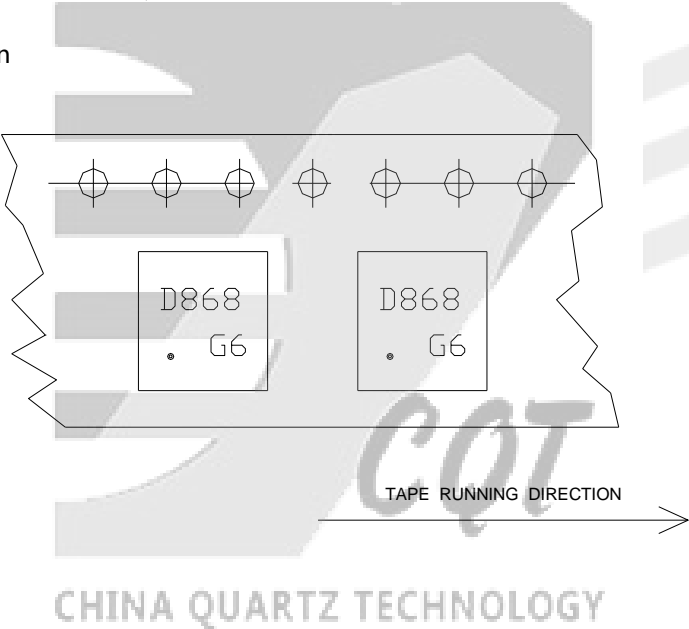 n
D868 D868
G6 G6
CQT
TAPE RUNNING DIRECTION
CHINA QUARTZ TECHNOLOGY